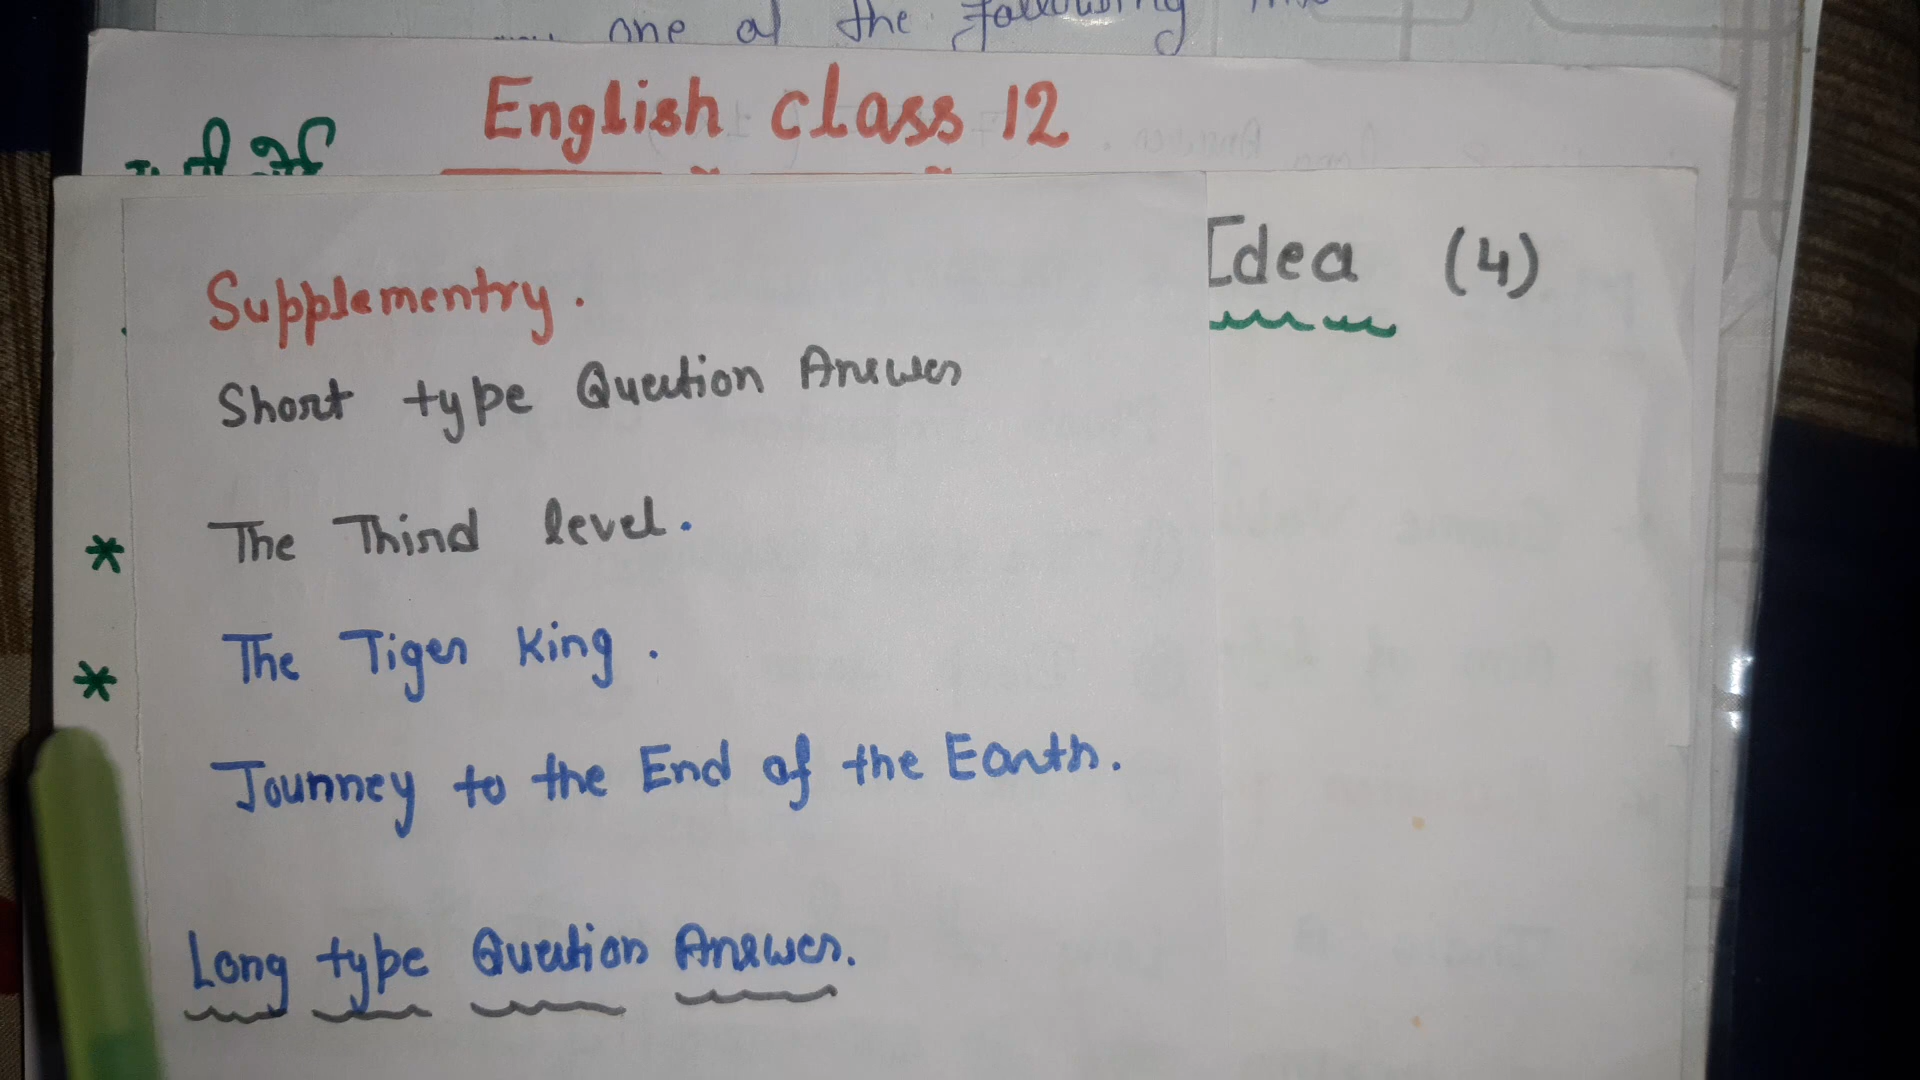 one of the following
English class 12
Supplementry.
Idea (4)
Short type Question Answer
* The Third level.
* The Tiger King.
Journey to the End of the Earth.
Long type Question Answer.